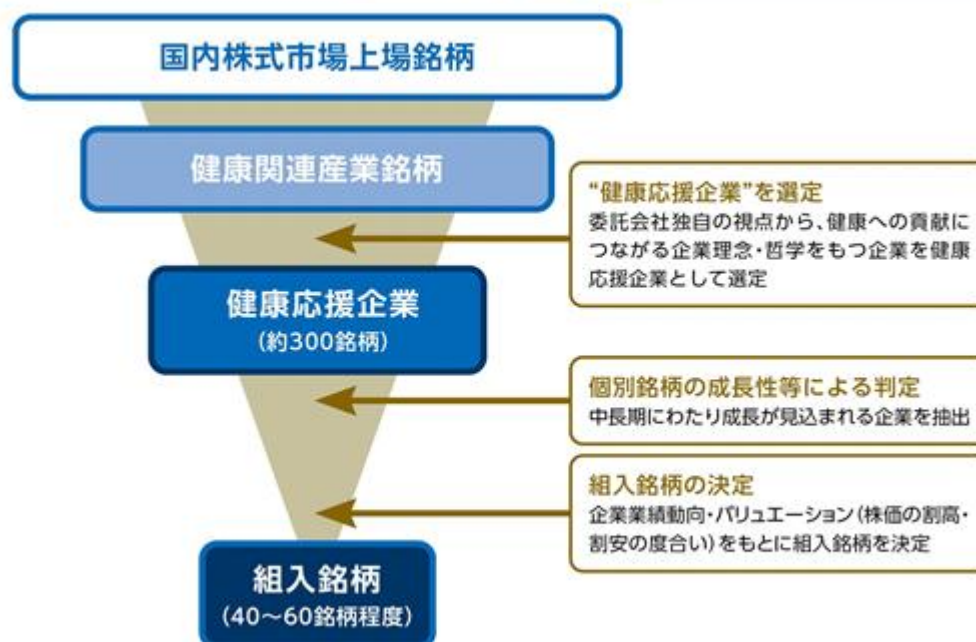 国内株式市場上場銘柄
健康関連産業銘柄
“健康応援企業”を選定
委託会社独自の視点から、健康への貢献に
つながる企業理念・哲学をもつ企業を健康
応援企業として選定
健康応援企業
(約300銘柄)
個別銘柄の成長性等による判定
中長期にわたり成長が見込まれる企業を抽出
組入銘柄の決定
企業業績動向・バリュエーション(株価の割高・
割安の度合い)をもとに組入銘柄を決定
組入銘柄
(40～60銘柄程度)